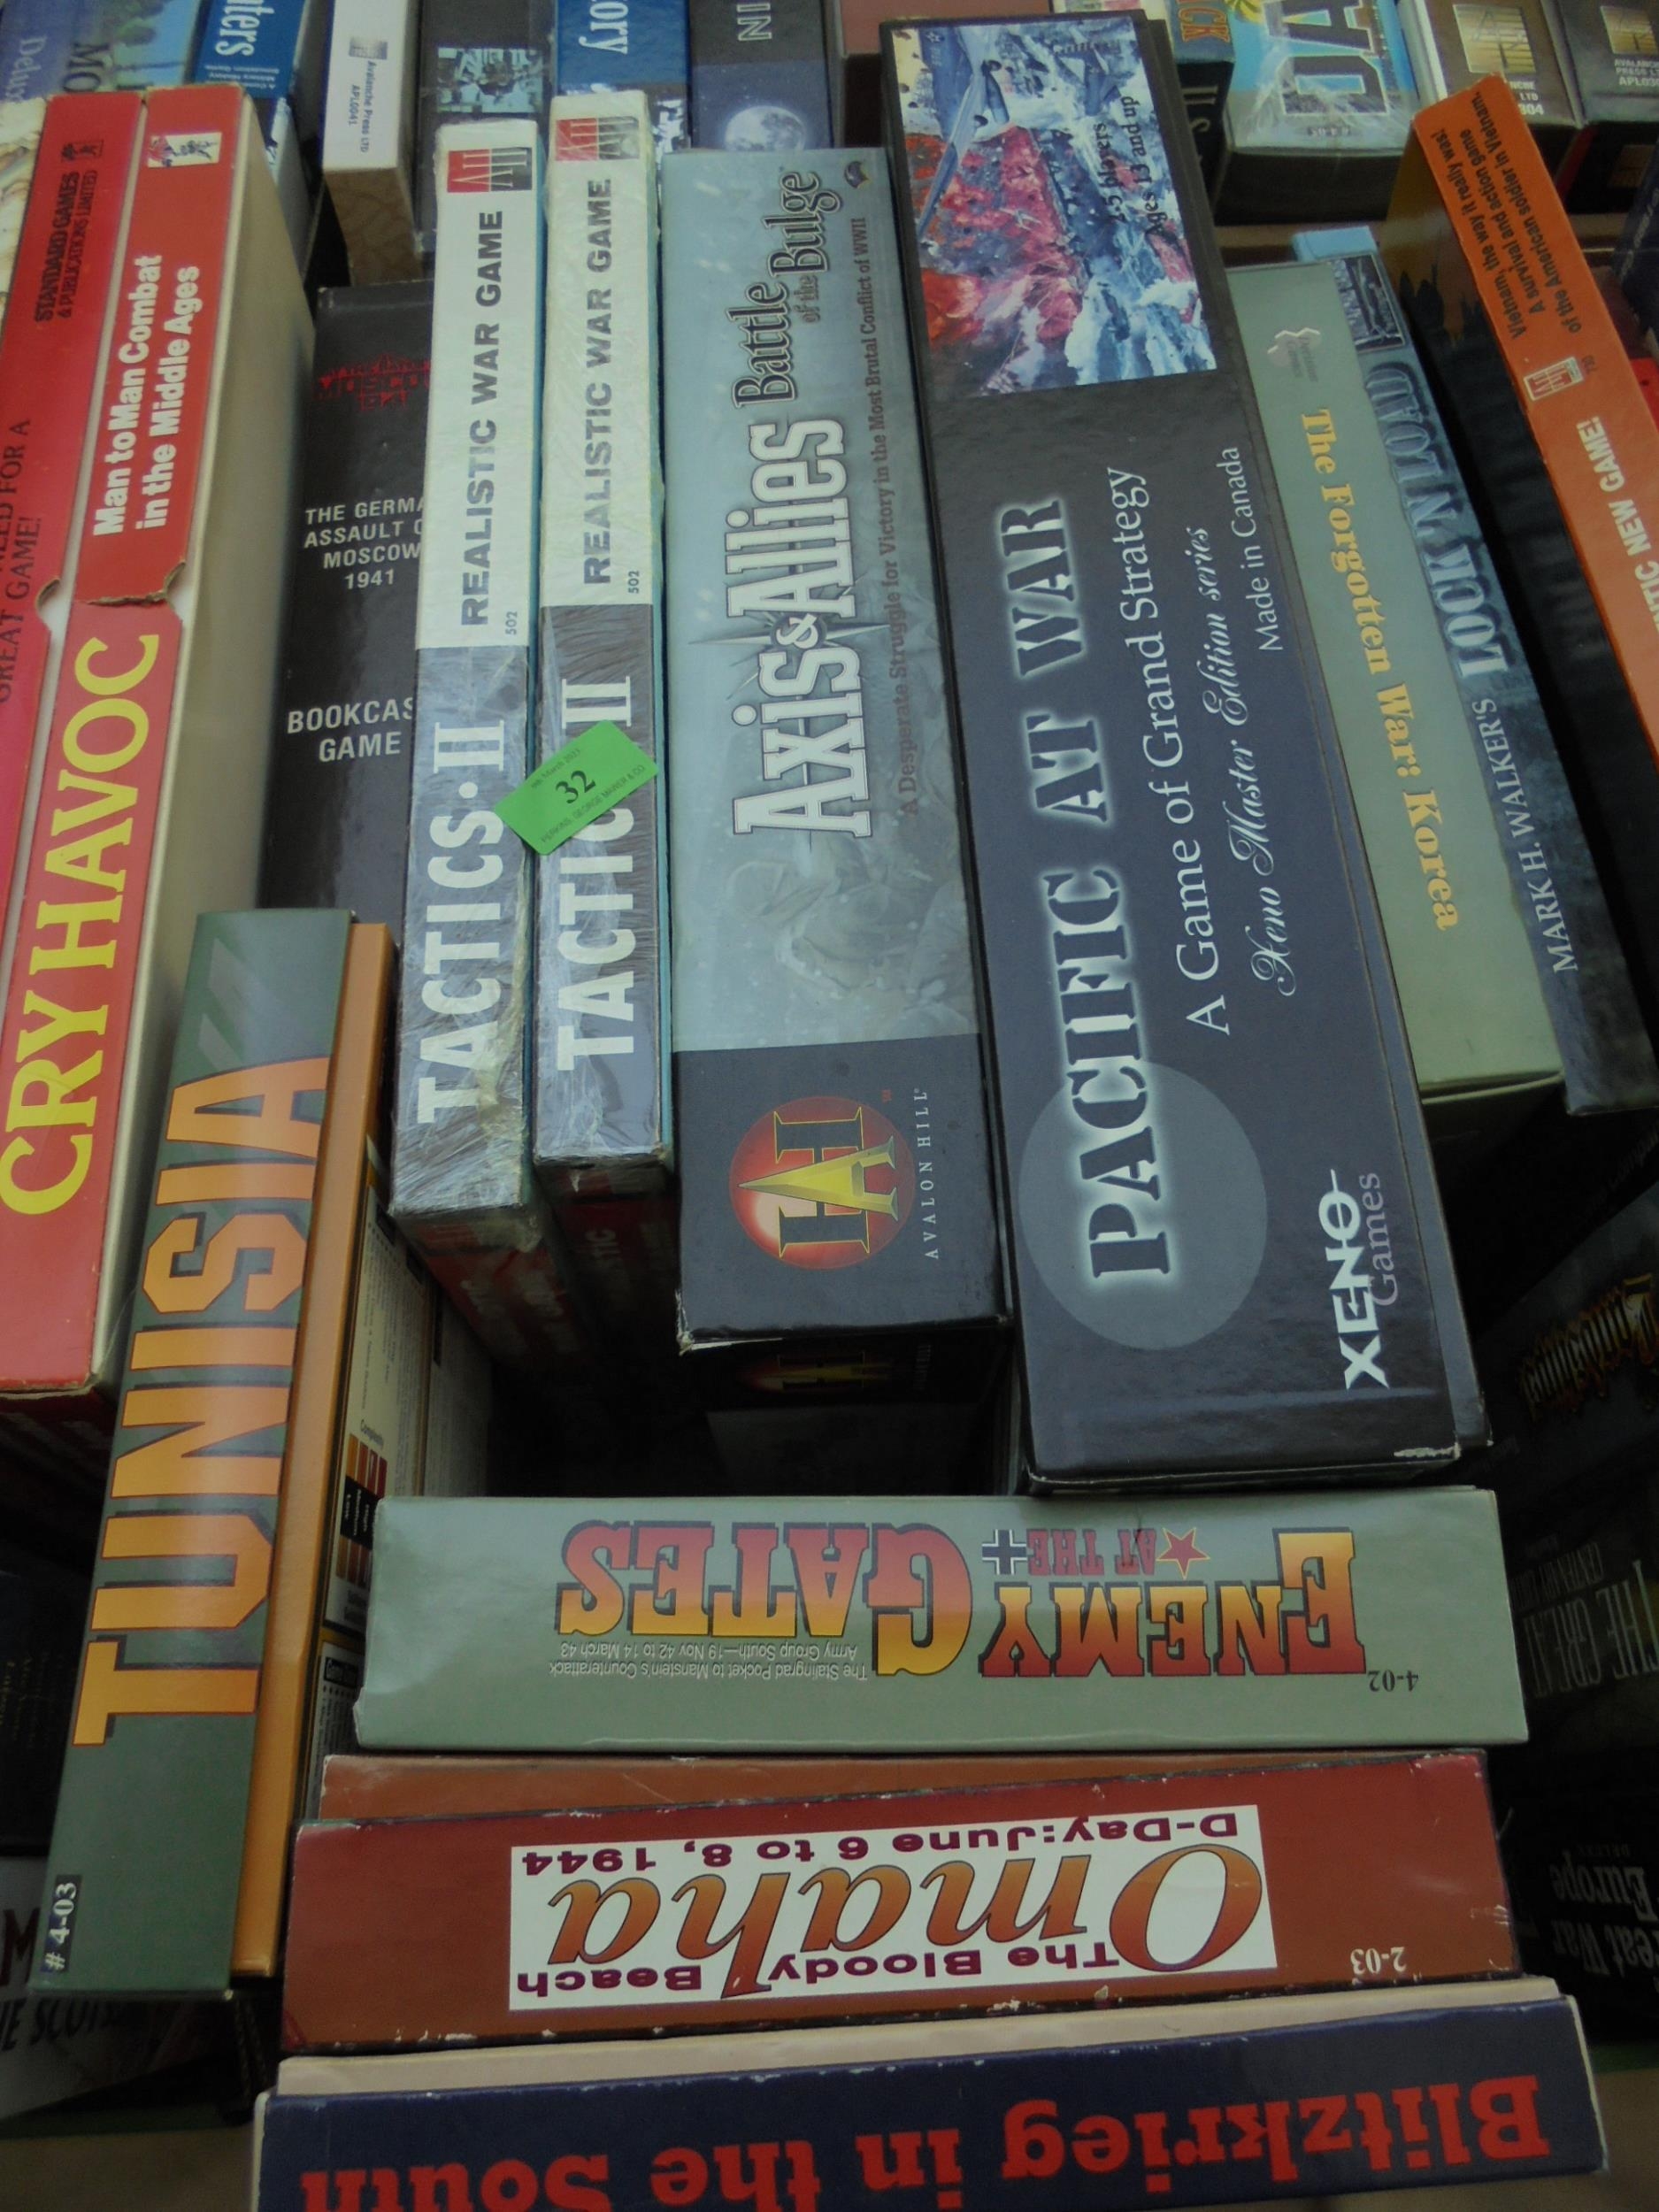 STANDARD GAMES
& PUBLICATIONS LIMITED
GREAT GAME!
Man to Man Combat
in the Middle Ages
CRY HAVOC
Avalanche Press LTD
APL0041
THE GERMA
ASSAULT O
MOSCOW
1941
BOOKCAS
GAME
REALISTIC WAR GAME
502
TACTICS·II
REALISTIC WAR GAME
502
TACTIC II
32
Axis & Allies
Battle
of the Bulge
A Desperate Struggle for Victory in the Most Brutal Conflict of WWII
AVALON HILL
2-5 players
Ages 13 and up
PACIFIC AT WAR
A Game of Grand Strategy
Xeno Master Edition series
Made in Canada
XENO
Games
The Forgotten War: Korea
MARK H. WALKER'S LOCK 'N LOAD
Vietnam, the way it really was!
A survival and action game
of the American soldier in Vietnam.
NEW GAME!
TUNISIA
# 4-03
ENEMY
AT THE
GATES
The Stalingrad Pocket to Manstein's Counterattack
Army Group South—19 Nov 42 to 14 March 43
4-02
The Bloody Beach
Omaha
D-Day: June 6 to 8, 1944
2-03
Blitzkrieg in the South